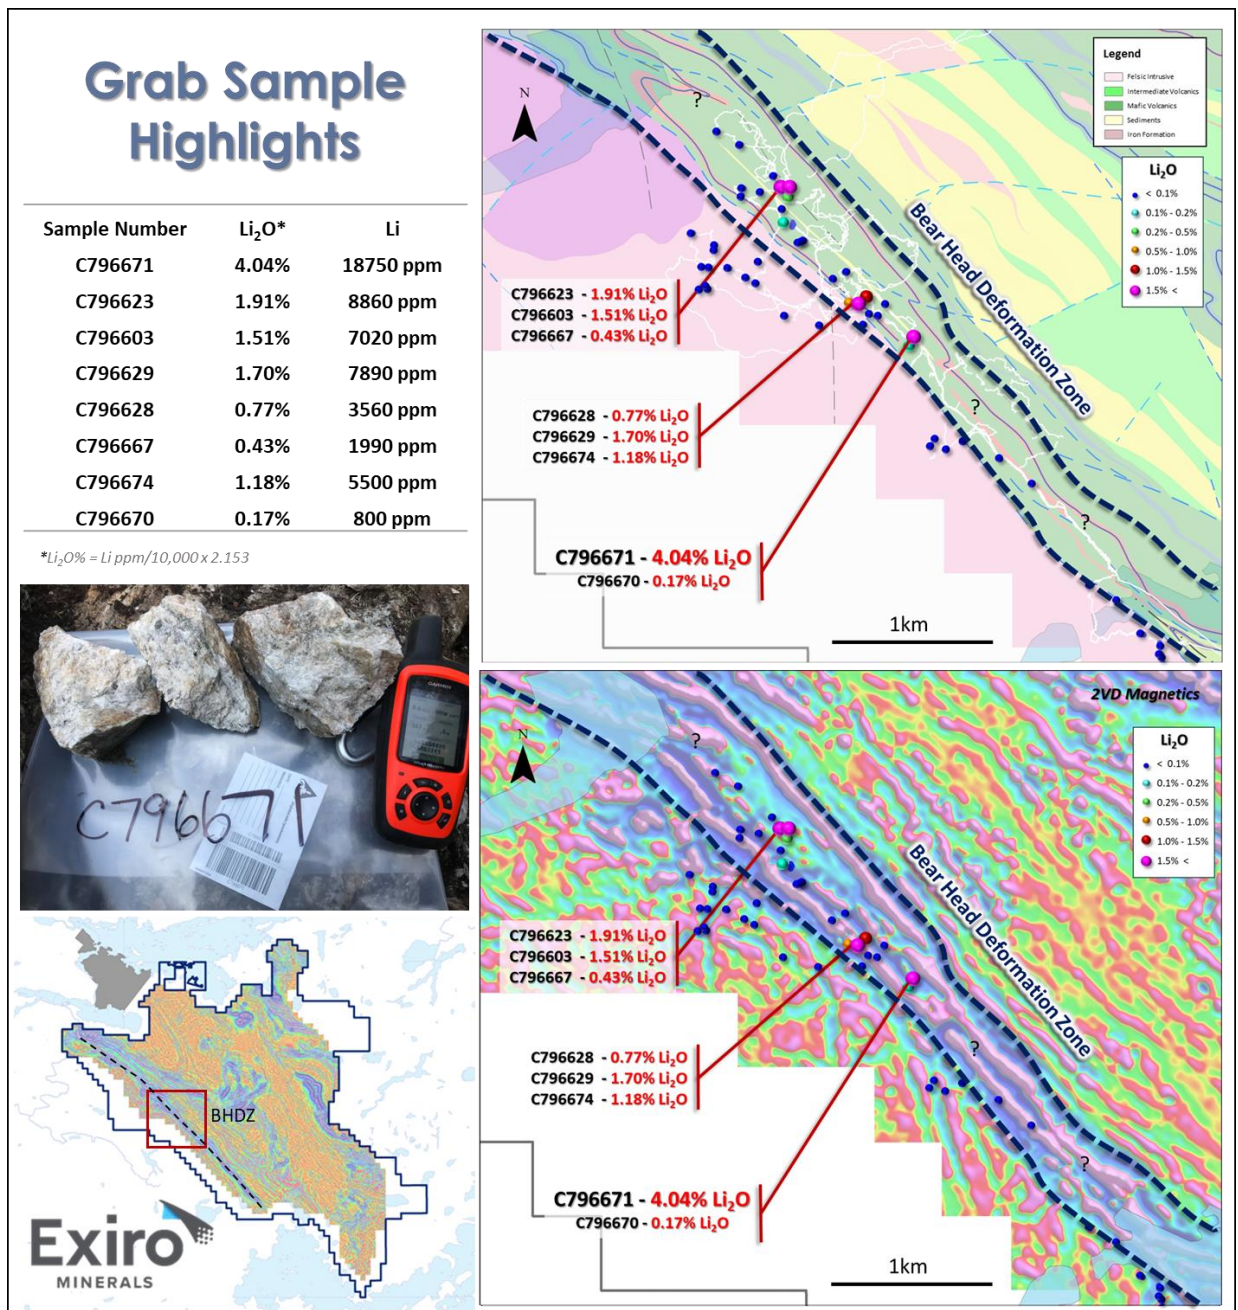 Grab Sample
Highlights
Sample Number Li₂O* Li
C796671 4.04% 18750 ppm
C796623 1.91% 8860 ppm
C796603 1.51% 7020 ppm
C796629 1.70% 7890 ppm
C796628 0.77% 3560 ppm
C796667 0.43% 1990 ppm
C796674 1.18% 5500 ppm
C796670 0.17% 800 ppm
*Li₂O% = Li ppm/10,000 x 2.153
GARMIN
C796671
BHDZ
Exiro
MINERALS
N
?
Legend
Felsic Intrusive
Intermediate Volcanics
Mafic Volcanics
Sediments
Iron Formation
Li₂O
< 0.1%
0.1% - 0.2%
0.2% - 0.5%
0.5% - 1.0%
1.0% - 1.5%
1.5% <
Bear Head Deformation Zone
C796623 - 1.91% Li₂O
C796603 - 1.51% Li₂O
C796667 - 0.43% Li₂O
?
C796628 - 0.77% Li₂O
C796629 - 1.70% Li₂O
C796674 - 1.18% Li₂O
?
C796671 - 4.04% Li₂O
C796670 - 0.17% Li₂O
1km
2VD Magnetics
N
?
Li₂O
< 0.1%
0.1% - 0.2%
0.2% - 0.5%
0.5% - 1.0%
1.0% - 1.5%
1.5% <
Bear Head Deformation Zone
C796623 - 1.91% Li₂O
C796603 - 1.51% Li₂O
C796667 - 0.43% Li₂O
?
C796628 - 0.77% Li₂O
C796629 - 1.70% Li₂O
C796674 - 1.18% Li₂O
?
C796671 - 4.04% Li₂O
C796670 - 0.17% Li₂O
1km